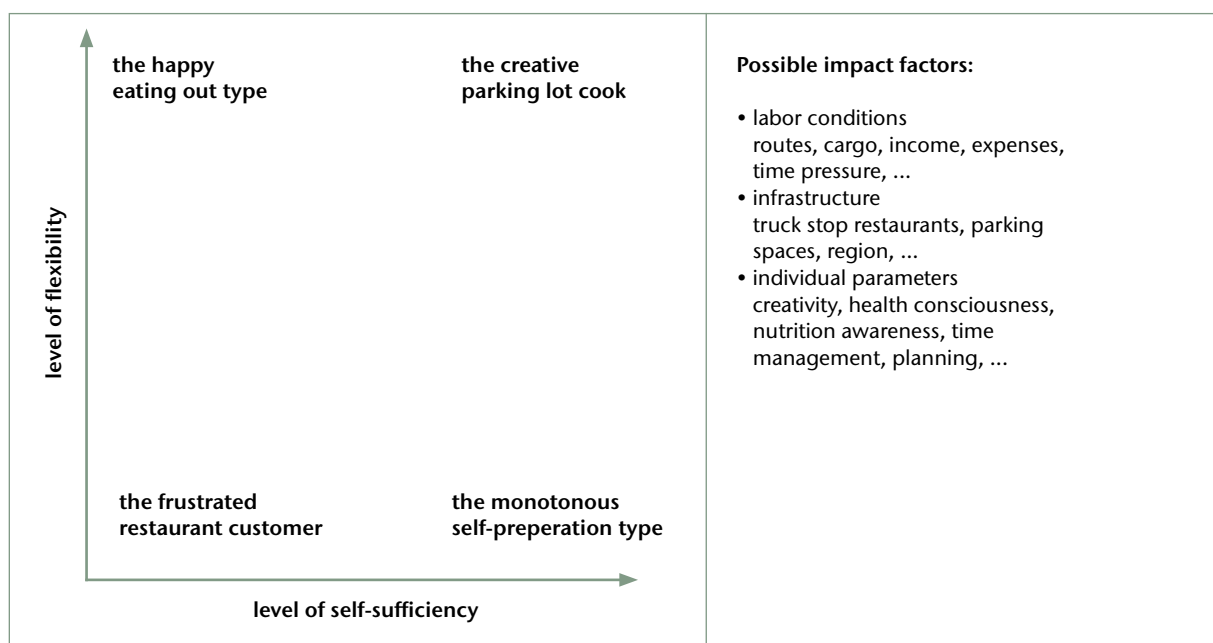 the happy
eating out type
the creative
parking lot cook
level of flexibility
the frustrated
restaurant customer
the monotonous
self-preperation type
level of self-sufficiency
Possible impact factors:
• labor conditions
routes, cargo, income, expenses,
time pressure, ...
• infrastructure
truck stop restaurants, parking
spaces, region, ...
• individual parameters
creativity, health consciousness,
nutrition awareness, time
management, planning, ...